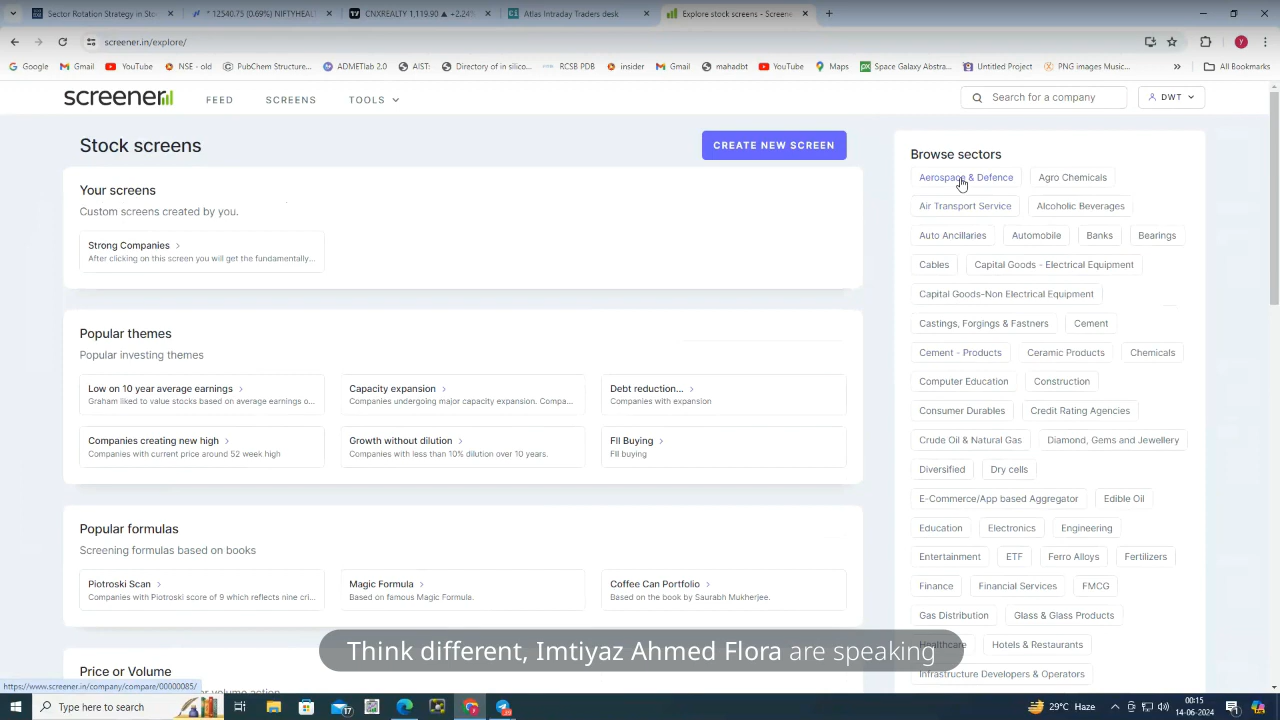 Sector Rotation Strategy in St
12540.75 (0.69%) NIFTYHEAL
CNXREALTY 1,119.90 ▲ +2.24
Atlas Intraday Traders desk
Explore stock screens - Screene
screener.in/explore/
Google
Gmail
YouTube
NSE - old
PubChem Structure...
ADMETlab 2.0
AIST:
Directory of in silico...
RCSB PDB
insider
Gmail
mahadbt
YouTube
Maps
Space Galaxy Abstra...
Untitled Project
PNG images Music...
All Bookmarks
screener
FEED
SCREENS
TOOLS
Search for a company
DWT
Stock screens
CREATE NEW SCREEN
Your screens
Custom screens created by you.
Strong Companies
After clicking on this screen you will get the fundamentally...
Popular themes
Popular investing themes
Low on 10 year average earnings
Graham liked to value stocks based on average earnings o...
Capacity expansion
Companies undergoing major capacity expansion. Compa...
Debt reduction...
Companies with expansion
Companies creating new high
Companies with current price around 52 week high
Growth without dilution
Companies with less than 10% dilution over 10 years.
FII Buying
FII buying
Popular formulas
Screening formulas based on books
Piotroski Scan
Companies with Piotroski score of 9 which reflects nine cri...
Magic Formula
Based on famous Magic Formula.
Coffee Can Portfolio
Based on the book by Saurabh Mukherjee.
Price or Volume
or volume action
Browse sectors
Aerospace & Defence
Agro Chemicals
Air Transport Service
Alcoholic Beverages
Auto Ancillaries
Automobile
Banks
Bearings
Cables
Capital Goods - Electrical Equipment
Capital Goods-Non Electrical Equipment
Castings, Forgings & Fastners
Cement
Cement - Products
Ceramic Products
Chemicals
Computer Education
Construction
Consumer Durables
Credit Rating Agencies
Crude Oil & Natural Gas
Diamond, Gems and Jewellery
Diversified
Dry cells
E-Commerce/App based Aggregator
Edible Oil
Education
Electronics
Engineering
Entertainment
ETF
Ferro Alloys
Fertilizers
Finance
Financial Services
FMCG
Gas Distribution
Glass & Glass Products
Healthcare
Hotels & Restaurants
Infrastructure Developers & Operators
Think different, Imtiyaz Ahmed Flora are speaking
https://www.screener.in/company/compare/00000085/
Type here to search
17
29°C Haze
00:15
14-06-2024